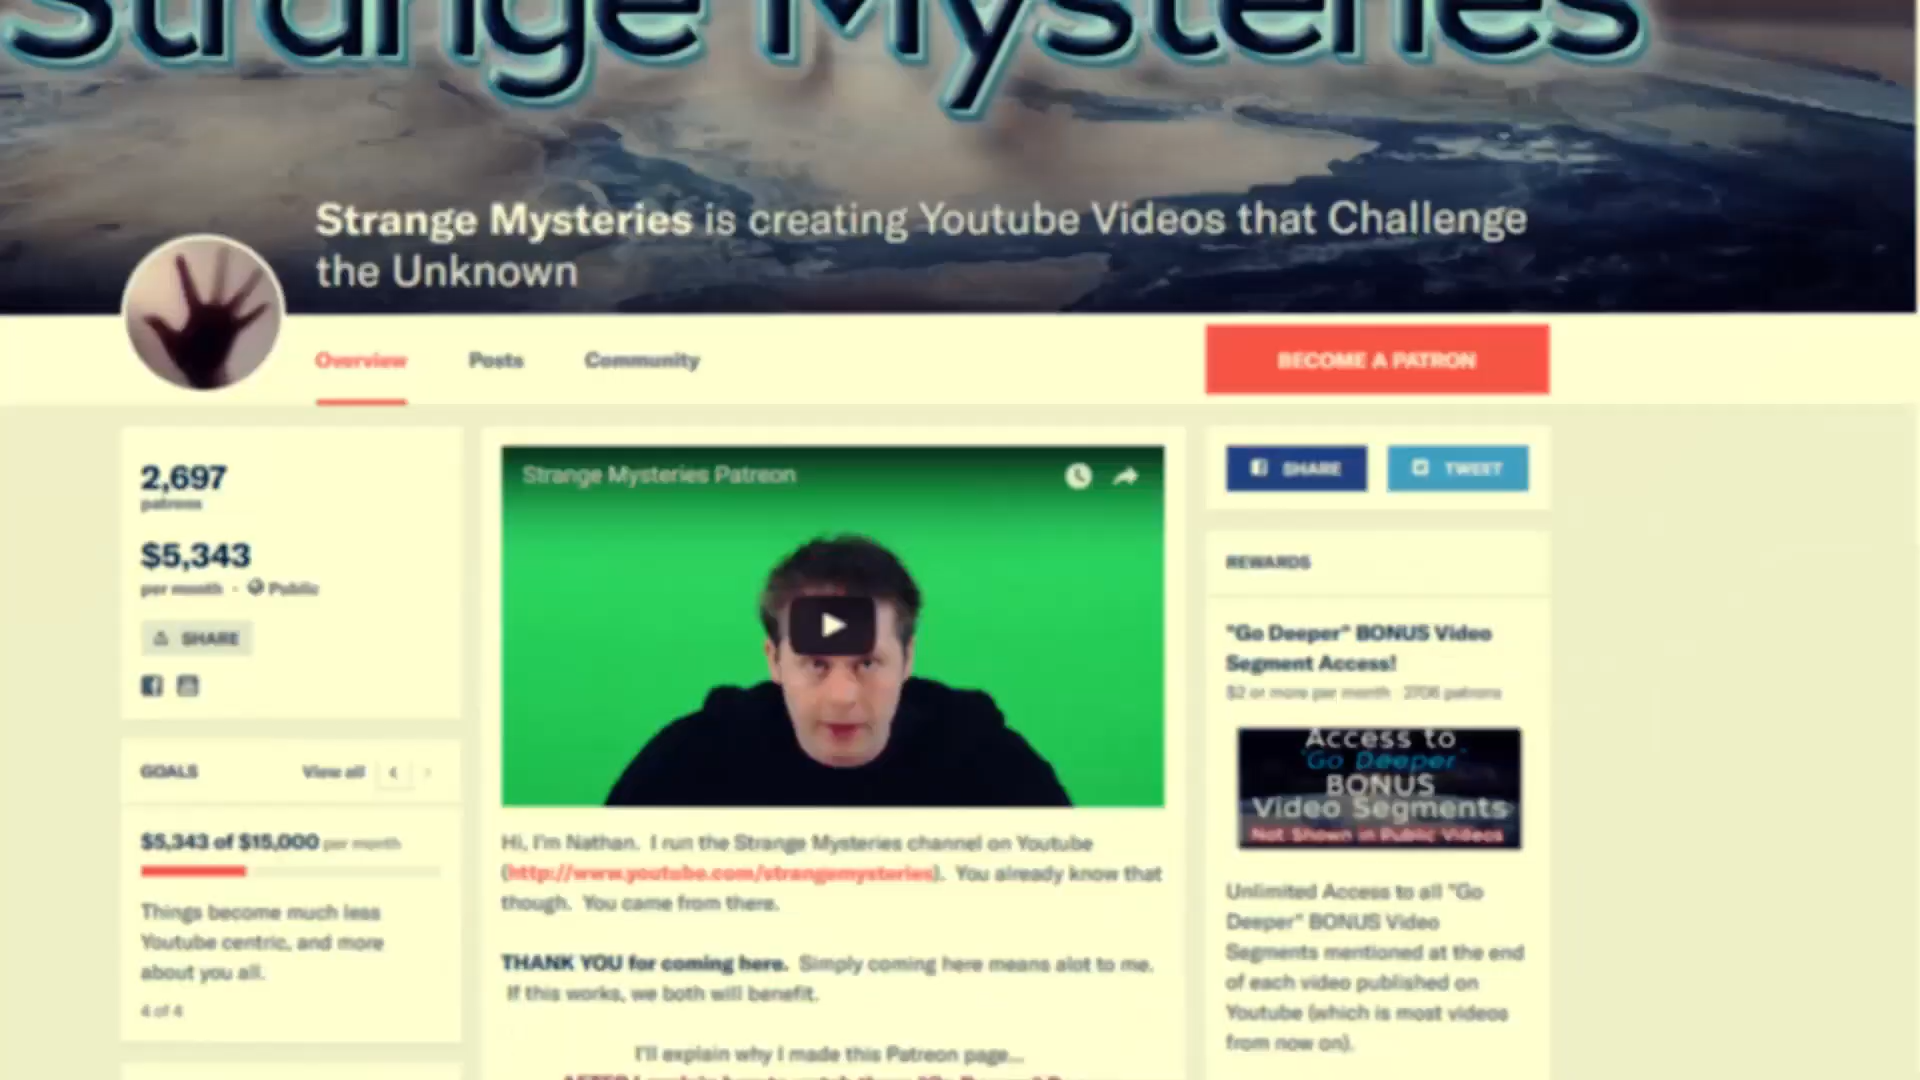 Strange Mysteries
Strange Mysteries is creating Youtube Videos that Challenge
the Unknown
Overview
Posts
Community
BECOME A PATRON
2,697
patrons
$5,343
per month · Public
SHARE
GOALS
View all
$5,343 of $15,000 per month
Things become much less
Youtube centric, and more
about you all.
4 of 4
Strange Mysteries Patreon
Hi, I'm Nathan. I run the Strange Mysteries channel on Youtube
(http://www.youtube.com/strangemysteries). You already know that
though. You came from there.
THANK YOU for coming here. Simply coming here means alot to me.
If this works, we both will benefit.
I'll explain why I made this Patreon page...
SHARE
TWEET
REWARDS
"Go Deeper" BONUS Video
Segment Access!
$2 or more per month · 2706 patrons
Access to
"Go Deeper"
BONUS
Video Segments
Not Shown in Public Videos
Unlimited Access to all "Go
Deeper" BONUS Video
Segments mentioned at the end
of each video published on
Youtube (which is most videos
from now on).